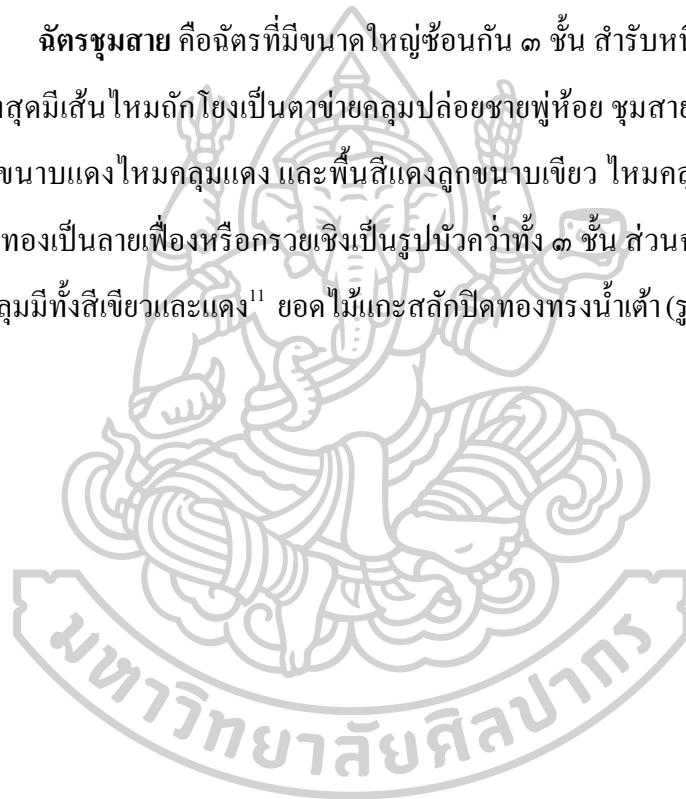 ฉัตรชุมสาย คือฉัตรที่มีขนาดใหญ่ซ้อนกัน ๓ ชั้น สำรับหนึ่
สุดมีเส้นไหมถักโยงเป็นตาข่ายคลุมปล่อยชายพู่ห้อย ชุมสาย
ขนาบแดงไหมคลุมแดง และพื้นสีแดงลูกขนาบเขียว ไหมคลุ
ทองเป็นลายเฟื่องหรือกรวยเชิงเป็นรูปบัวคว่ำทั้ง ๓ ชั้น ส่วน
ลุมมีทั้งสีเขียวและแดง11 ยอดไม้แกะสลักปิดทองทรงน้ำเต้า (รู
มหาวิทยาลัยศิลปากร